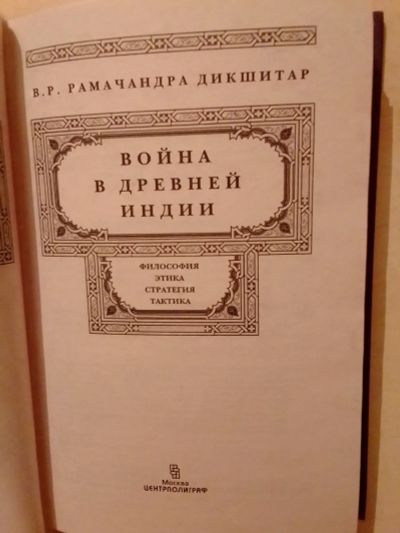 В.Р. РАМАЧАНДРА ДИКШИТАР
ВОЙНА
В ДРЕВНЕЙ
ИНДИИ
ФИЛОСОФИЯ
ЭТИКА
СТРАТЕГИЯ
ТАКТИКА
Москва
ЦЕНТРПОЛИГРАФ